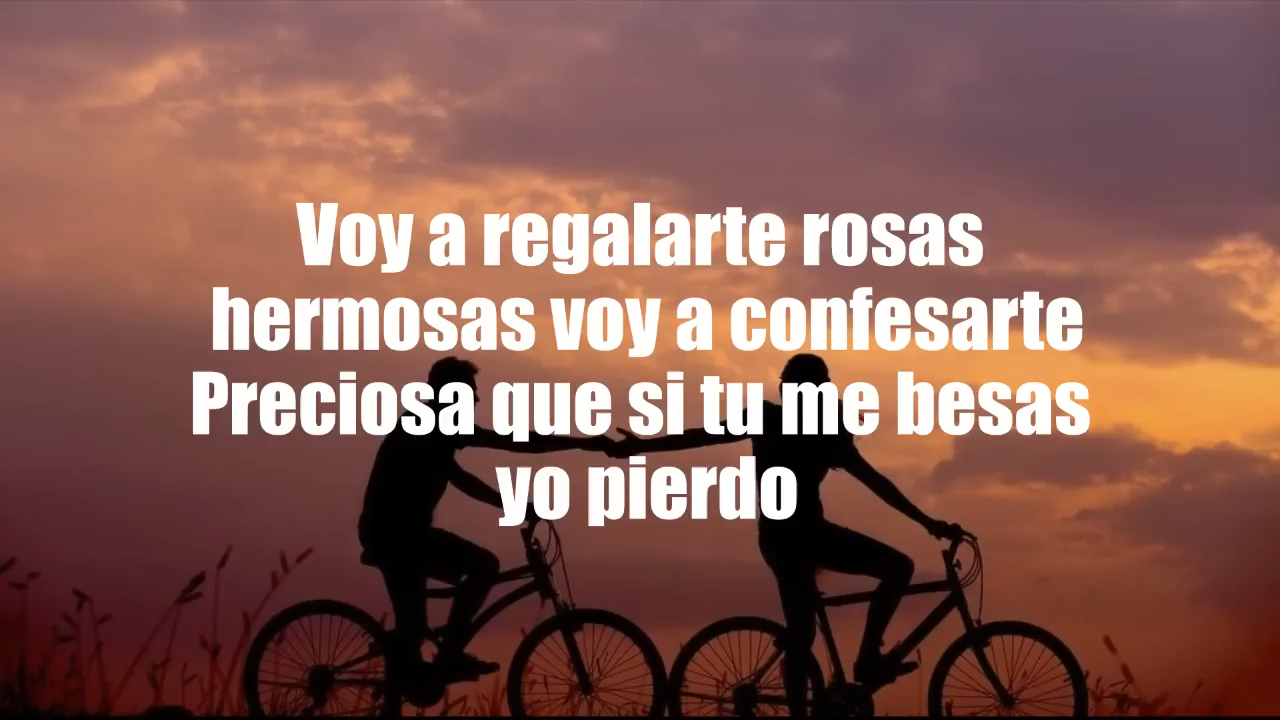 Voy a regalarte rosas
hermosas voy a confesarte
Preciosa que si tu me besas
yo pierdo